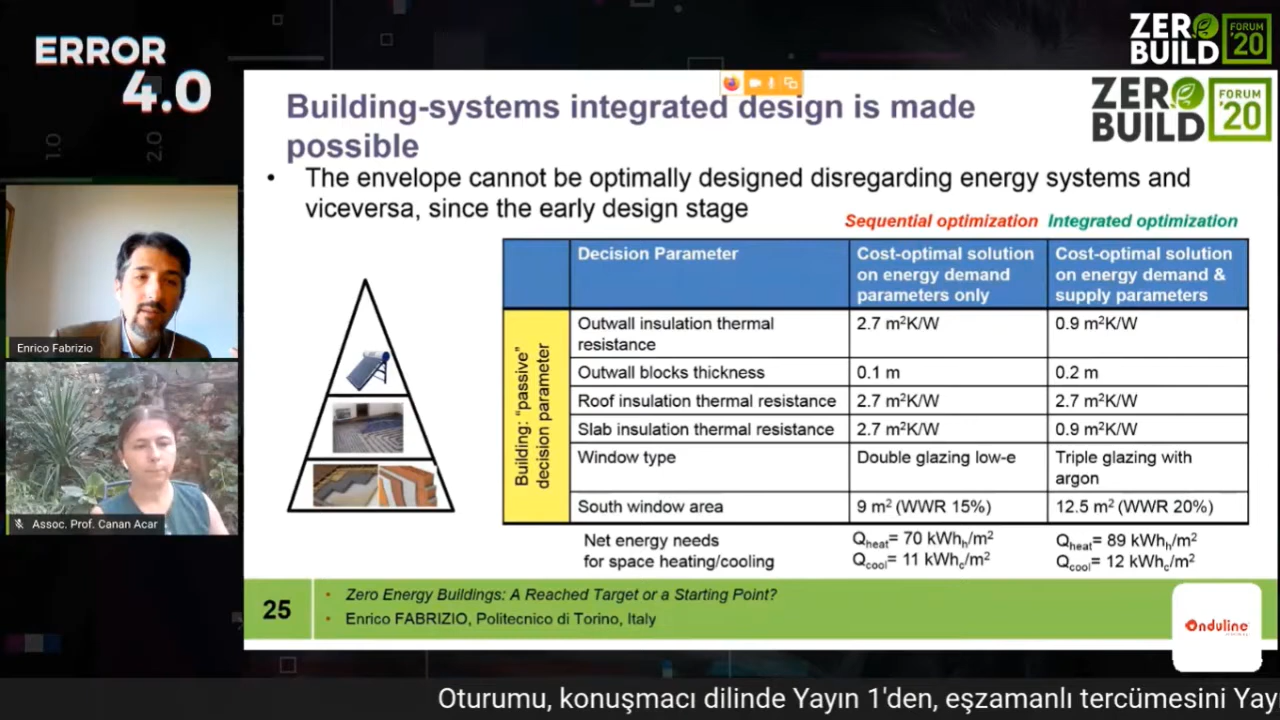 ERROR
4.0
1.0
2.0
ZERO
BUILD
FORUM
'20
ZERO
BUILD
FORUM
'20
Building-systems integrated design is made
possible
• The envelope cannot be optimally designed disregarding energy systems and
viceversa, since the early design stage
Sequential optimization Integrated optimization
Decision Parameter
Cost-optimal solution
on energy demand
parameters only
Cost-optimal solution
on energy demand &
supply parameters
Building: "passive"
decision parameter
Outwall insulation thermal
resistance
2.7 m²K/W
0.9 m²K/W
Outwall blocks thickness
0.1 m
0.2 m
Roof insulation thermal resistance
2.7 m²K/W
2.7 m²K/W
Slab insulation thermal resistance
2.7 m²K/W
0.9 m²K/W
Window type
Double glazing low-e
Triple glazing with
argon
South window area
9 m² (WWR 15%)
12.5 m² (WWR 20%)
Net energy needs
for space heating/cooling
Qheat= 70 kWhh/m²
Qcool= 11 kWhc/m²
Qheat= 89 kWhh/m²
Qcool= 12 kWhc/m²
Enrico Fabrizio
Assoc. Prof. Canan Acar
25
• Zero Energy Buildings: A Reached Target or a Starting Point?
• Enrico FABRIZIO, Politecnico di Torino, Italy
Onduline
Oturumu, konuşmacı dilinde Yayın 1'den, eşzamanlı tercümesini Yay